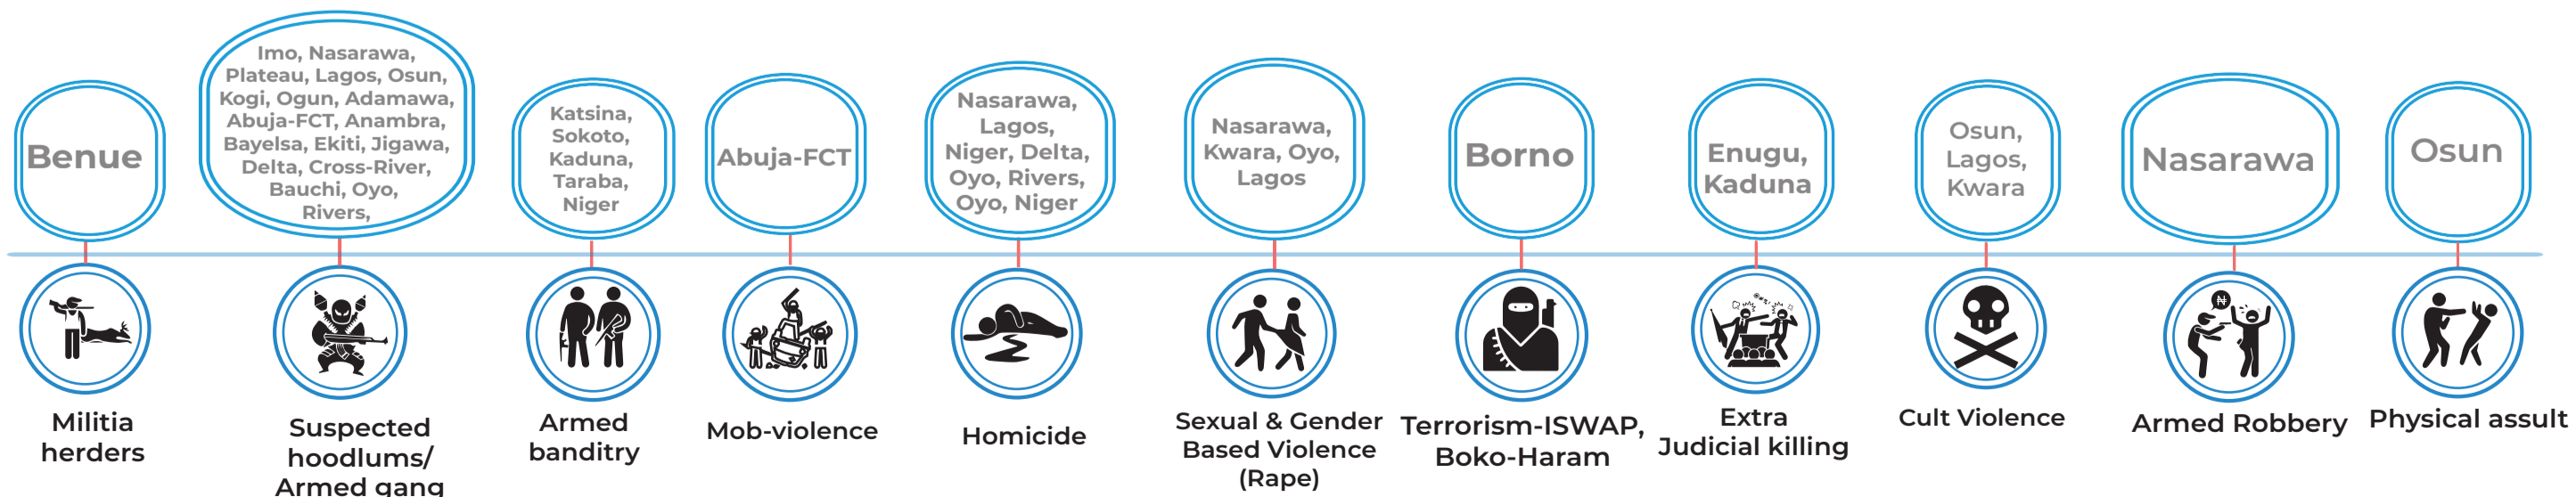 Benue
Imo, Nasarawa,
Plateau, Lagos, Osun,
Kogi, Ogun, Adamawa,
Abuja-FCT, Anambra,
Bayelsa, Ekiti, Jigawa,
Delta, Cross-River,
Bauchi, Oyo,
Rivers,
Katsina,
Sokoto,
Kaduna,
Taraba,
Niger
Abuja-FCT
Nasarawa,
Lagos,
Niger, Delta,
Oyo, Rivers,
Oyo, Niger
Nasarawa,
Kwara, Oyo,
Lagos
Borno
Enugu,
Kaduna
Osun,
Lagos,
Kwara
Nasarawa
Osun
₦
Militia
herders
Suspected
hoodlums/
Armed gang
Armed
banditry
Mob-violence
Homicide
Sexual & Gender
Based Violence
(Rape)
Terrorism-ISWAP,
Boko-Haram
Extra
Judicial killing
Cult Violence
Armed Robbery
Physical assult